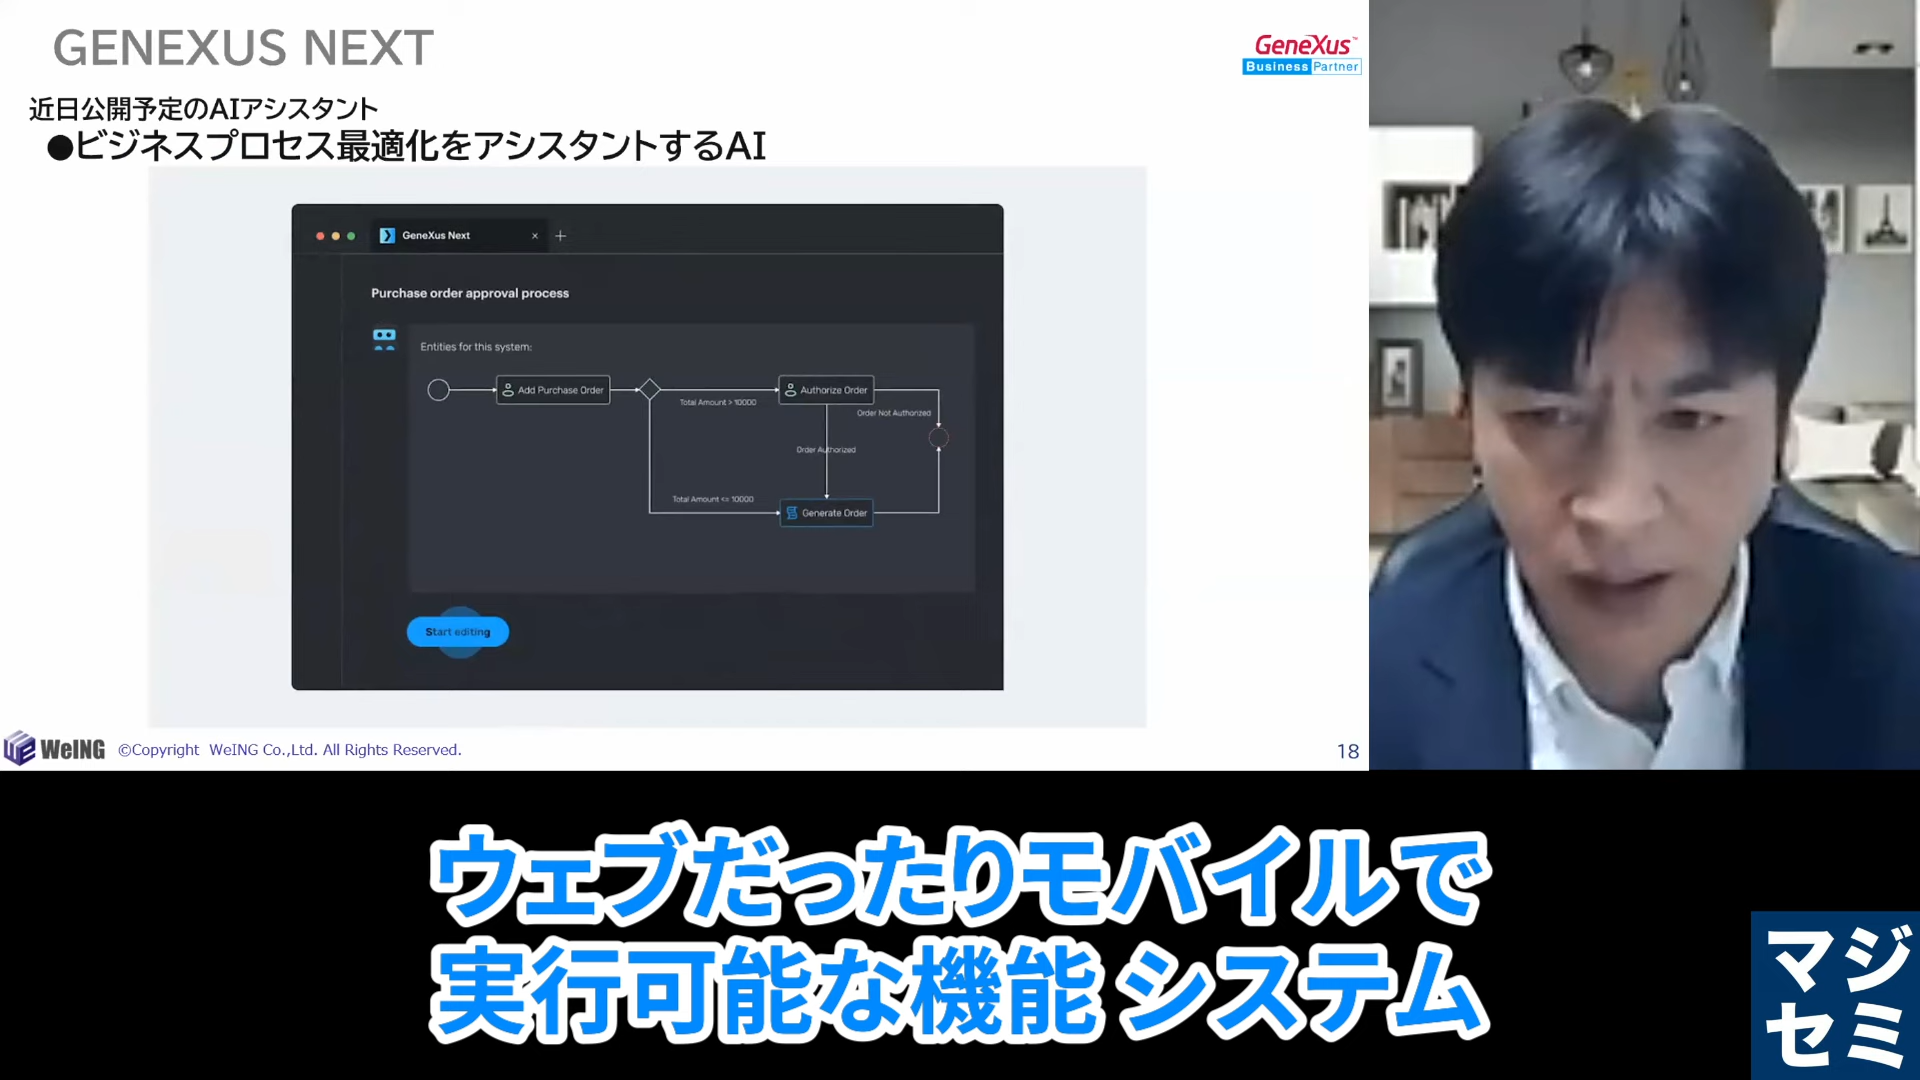 GENEXUS NEXT
GeneXus™
Business Partner
近日公開予定のAIアシスタント
●ビジネスプロセス最適化をアシスタントするAI
GeneXus Next
Purchase order approval process
Entities for this system:
Add Purchase Order
Total Amount > 10000
Authorize Order
Order Not Authorized
Order Authorized
Total Amount <= 10000
Generate Order
Start editing
WeING ©Copyright WeING Co.,Ltd. All Rights Reserved.
18
ウェブだったりモバイルで
実行可能な機能 システム
マジ
セミ